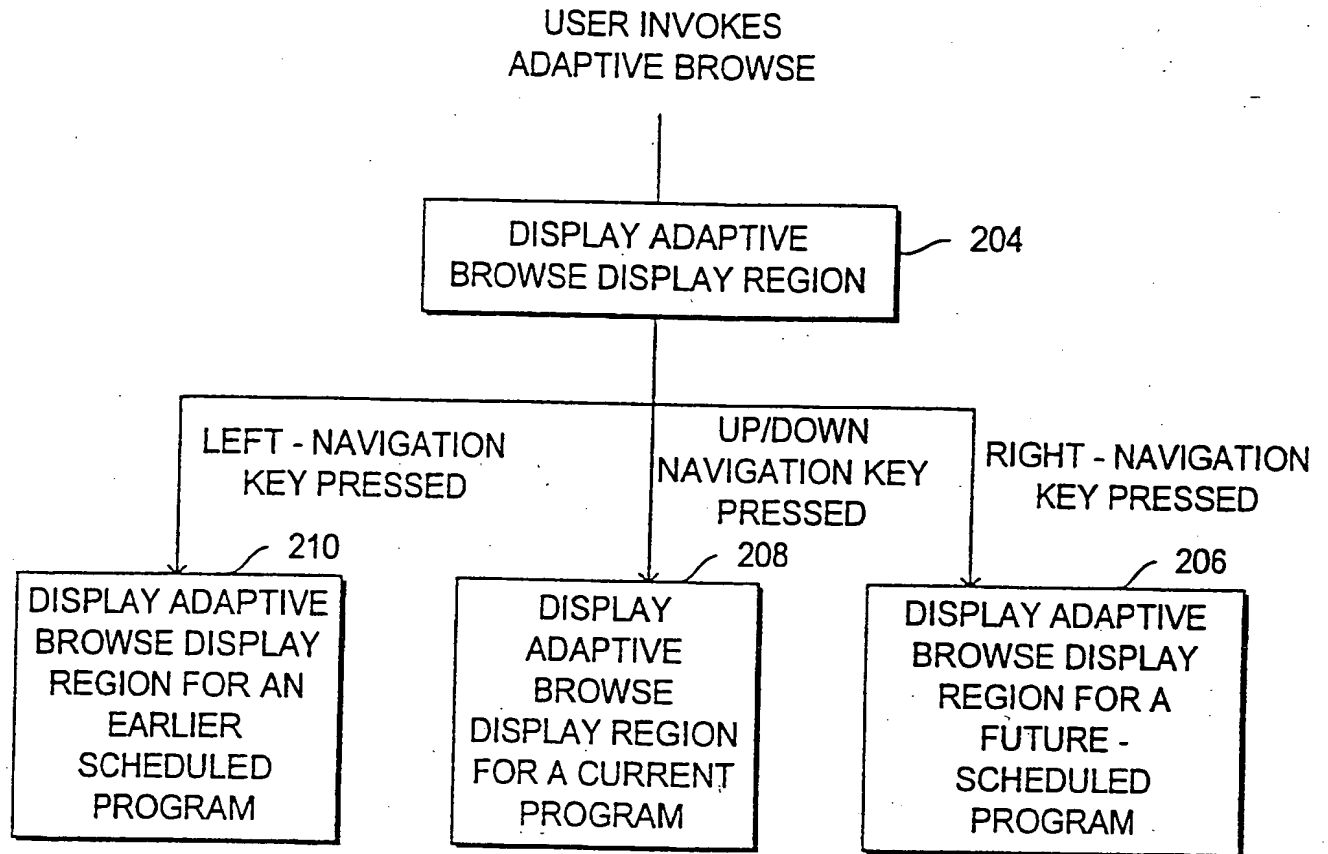 USER INVOKES
ADAPTIVE BROWSE
DISPLAY ADAPTIVE
BROWSE DISPLAY REGION
204
LEFT - NAVIGATION
KEY PRESSED
UP/DOWN
NAVIGATION KEY
PRESSED
RIGHT - NAVIGATION
KEY PRESSED
210
DISPLAY ADAPTIVE
BROWSE DISPLAY
REGION FOR AN
EARLIER
SCHEDULED
PROGRAM
208
DISPLAY
ADAPTIVE
BROWSE
DISPLAY REGION
FOR A CURRENT
PROGRAM
206
DISPLAY ADAPTIVE
BROWSE DISPLAY
REGION FOR A
FUTURE -
SCHEDULED
PROGRAM